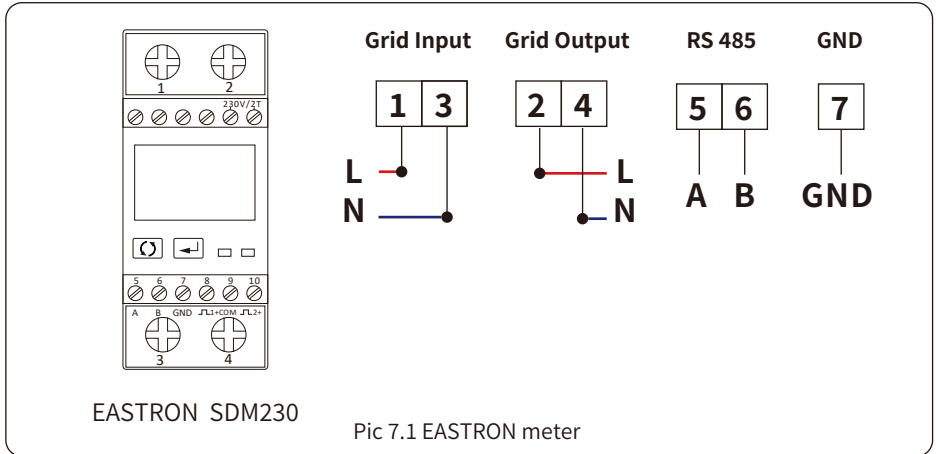 Grid Input Grid Output RS 485 GND
1 2
230V/2T
1 3 2 4 5 6 7
L L
A B GND
N N
5 6 7 8 9 10
A B GND 1+COM 2+
3 4
EASTRON SDM230
Pic 7.1 EASTRON meter